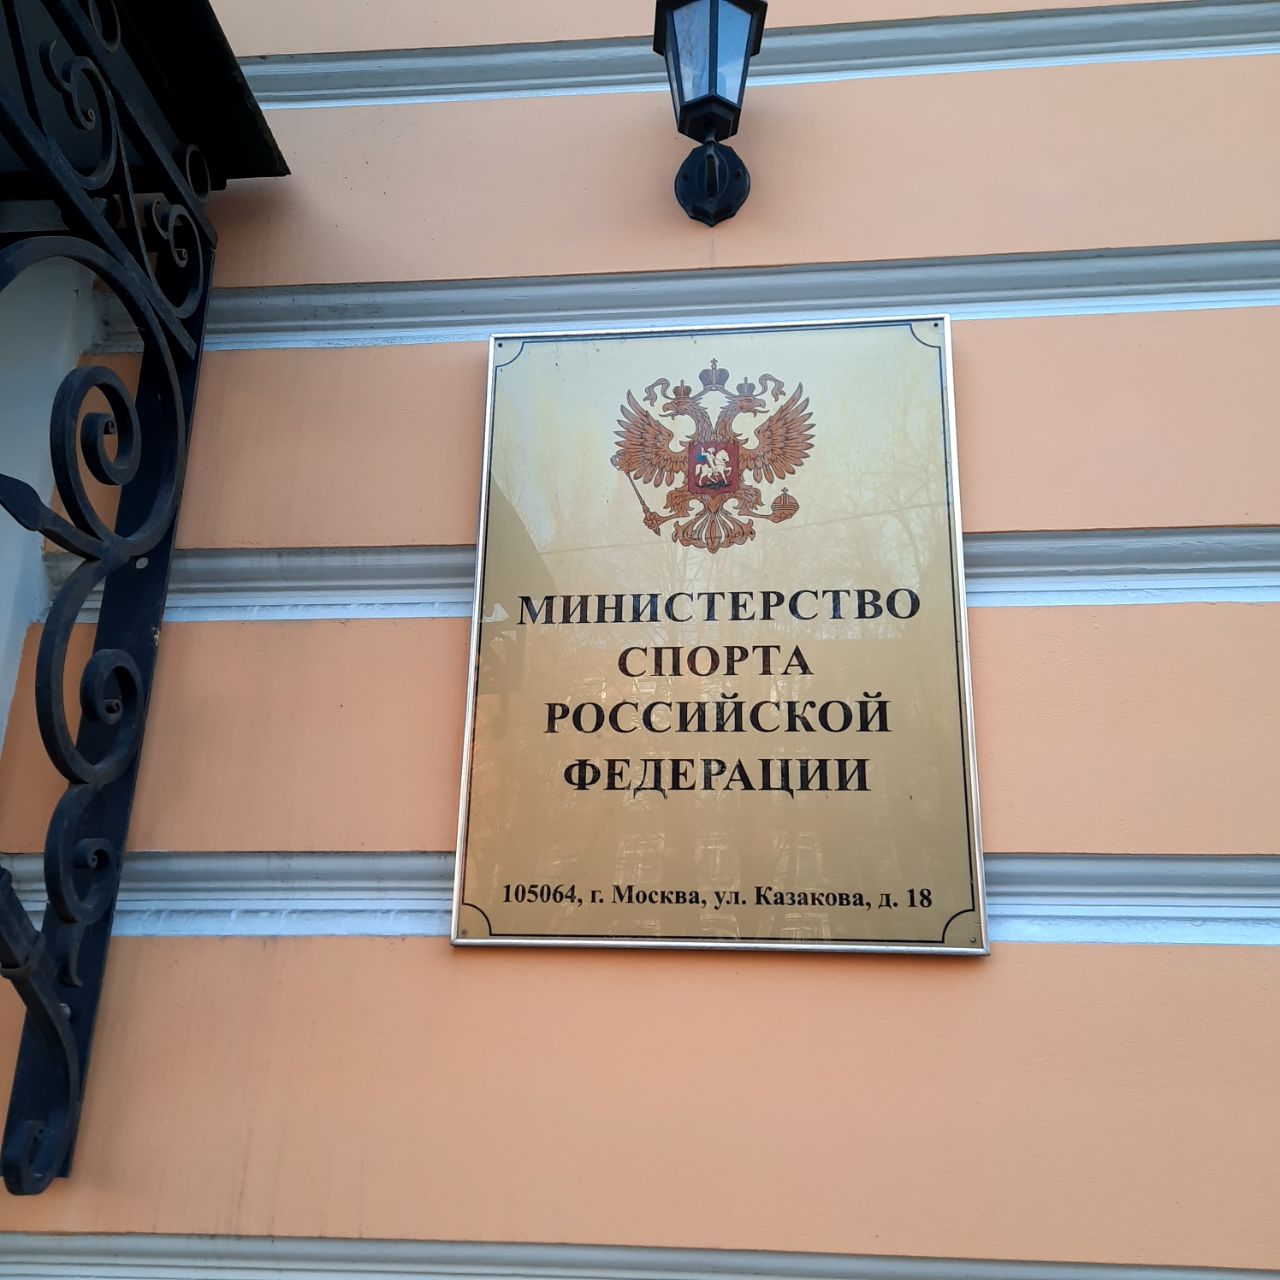 МИНИСТЕРСТВО
СПОРТА
РОССИЙСКОЙ
ФЕДЕРАЦИИ
105064, г. Москва, ул. Казакова, д. 18